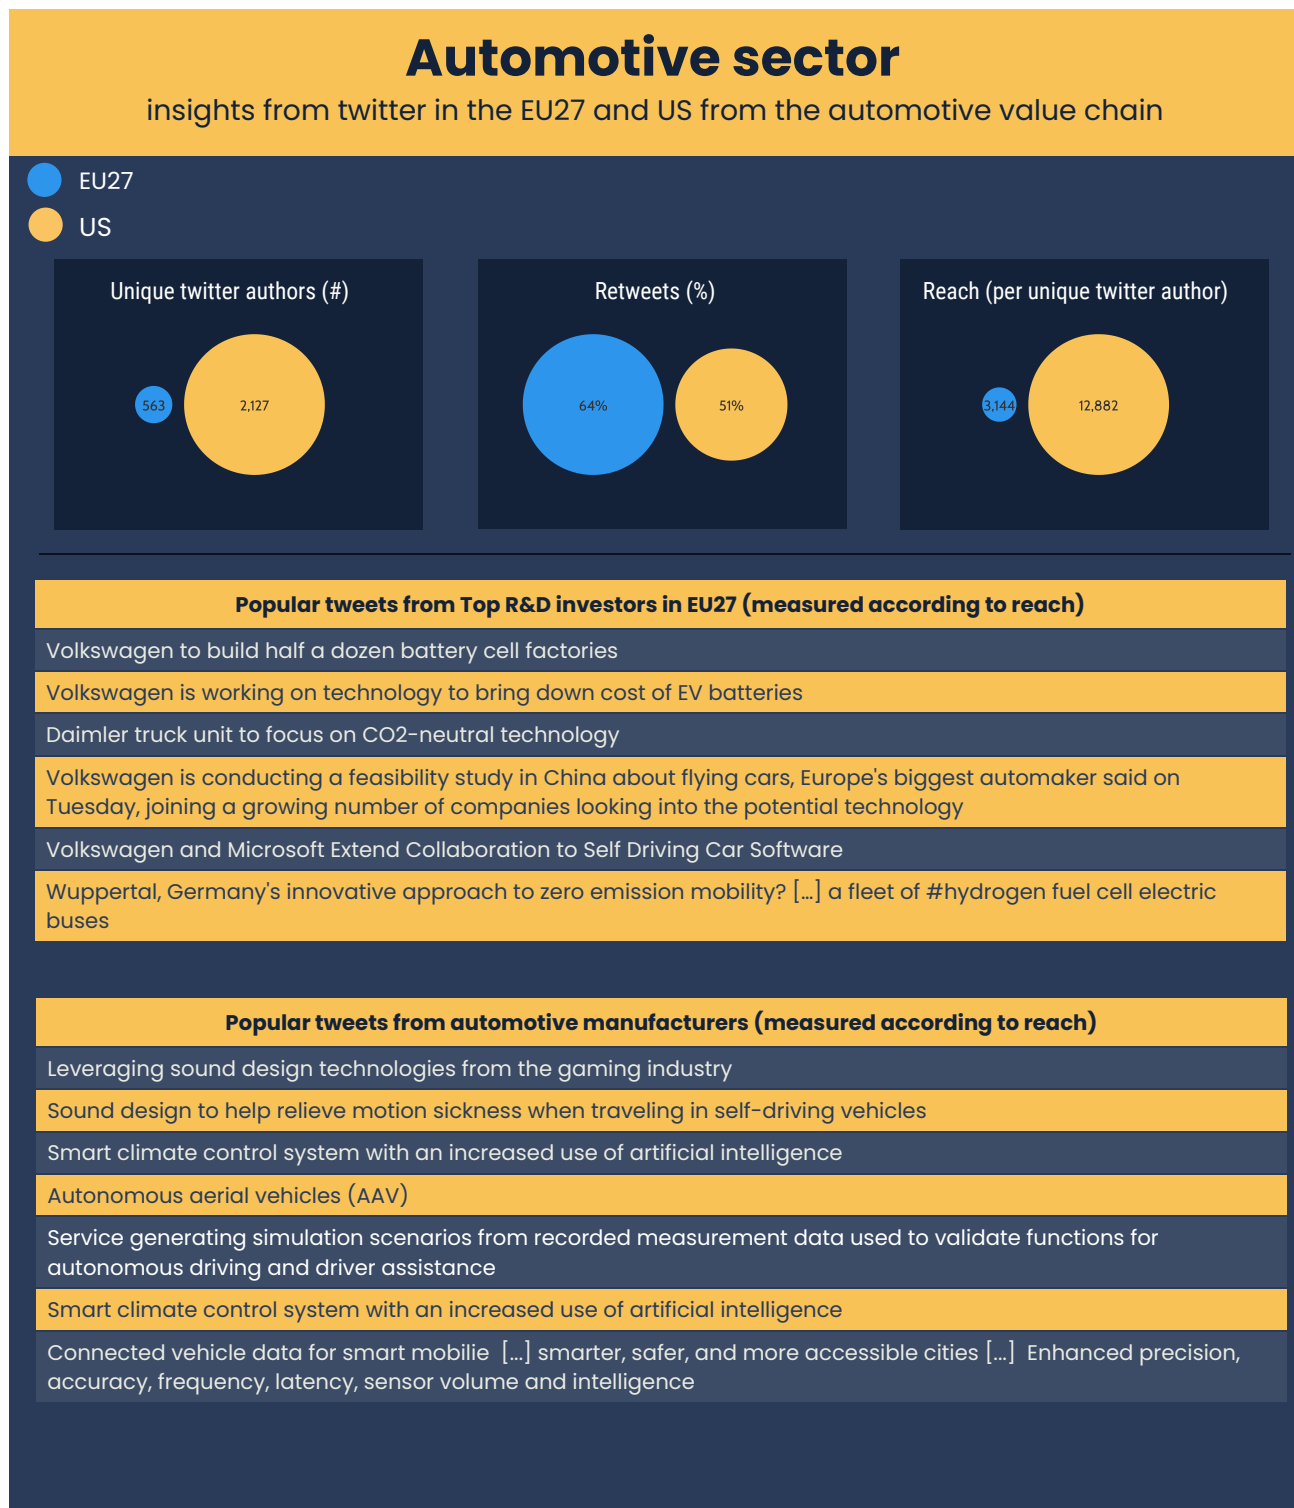 Automotive sector
insights from twitter in the EU27 and US from the automotive value chain
EU27
US
Unique twitter authors (#)
563
2,127
Retweets (%)
64%
51%
Reach (per unique twitter author)
3,144
12,882
Popular tweets from Top R&D investors in EU27 (measured according to reach)
Volkswagen to build half a dozen battery cell factories
Volkswagen is working on technology to bring down cost of EV batteries
Daimler truck unit to focus on CO2-neutral technology
Volkswagen is conducting a feasibility study in China about flying cars, Europe's biggest automaker said on
Tuesday, joining a growing number of companies looking into the potential technology
Volkswagen and Microsoft Extend Collaboration to Self Driving Car Software
Wuppertal, Germany's innovative approach to zero emission mobility? [...] a fleet of #hydrogen fuel cell electric
buses
Popular tweets from automotive manufacturers (measured according to reach)
Leveraging sound design technologies from the gaming industry
Sound design to help relieve motion sickness when traveling in self-driving vehicles
Smart climate control system with an increased use of artificial intelligence
Autonomous aerial vehicles (AAV)
Service generating simulation scenarios from recorded measurement data used to validate functions for
autonomous driving and driver assistance
Smart climate control system with an increased use of artificial intelligence
Connected vehicle data for smart mobilie [...] smarter, safer, and more accessible cities [...] Enhanced precision,
accuracy, frequency, latency, sensor volume and intelligence